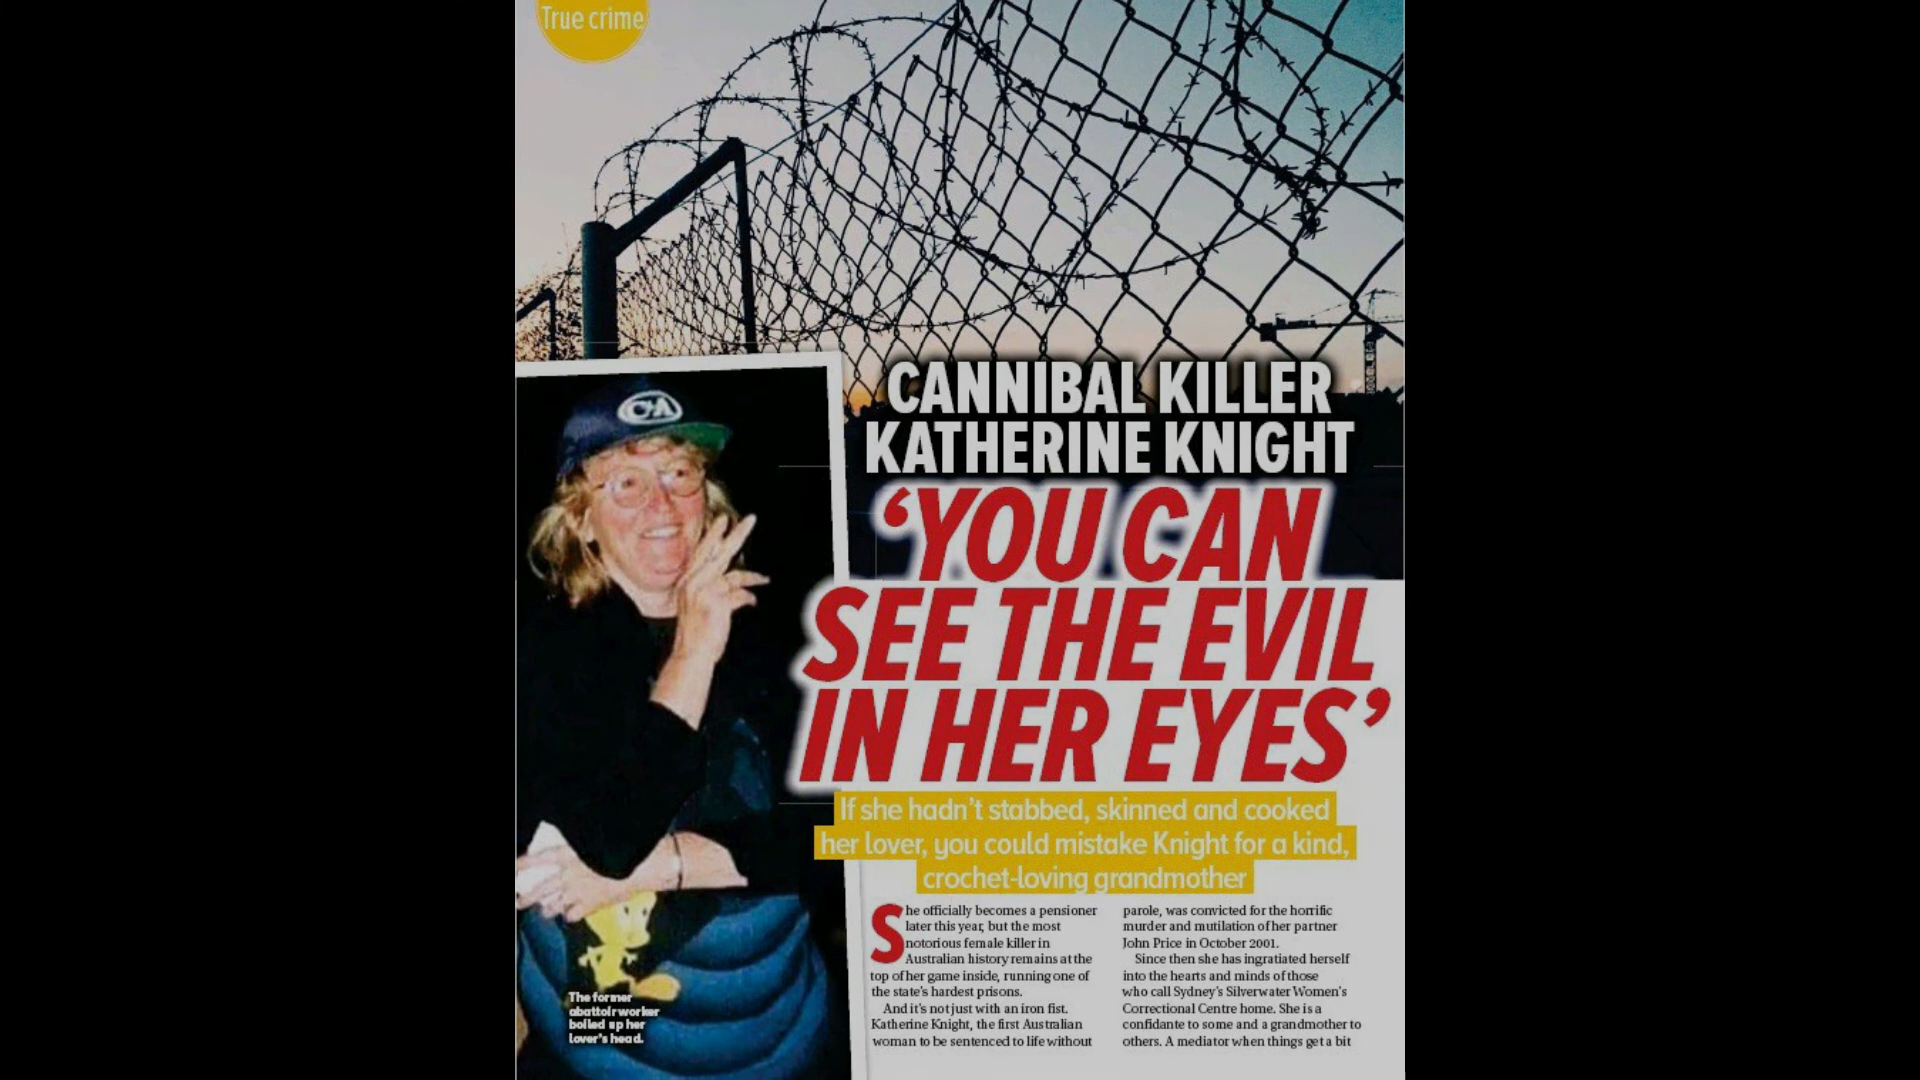 True crime
CA
CANNIBAL KILLER
KATHERINE KNIGHT
‘YOU CAN
SEE THE EVIL
IN HER EYES’
If she hadn’t stabbed, skinned and cooked
her lover, you could mistake Knight for a kind,
crochet-loving grandmother
She officially becomes a pensioner
later this year, but the most
notorious female killer in
Australian history remains at the
top of her game inside, running one of
the state’s hardest prisons.
And it’s not just with an iron fist.
Katherine Knight, the first Australian
woman to be sentenced to life without
parole, was convicted for the horrific
murder and mutilation of her partner
John Price in October 2001.
Since then she has ingratiated herself
into the hearts and minds of those
who call Sydney’s Silverwater Women’s
Correctional Centre home. She is a
confidante to some and a grandmother to
others. A mediator when things get a bit
The former
abattoir worker
boiled up her
lover’s head.